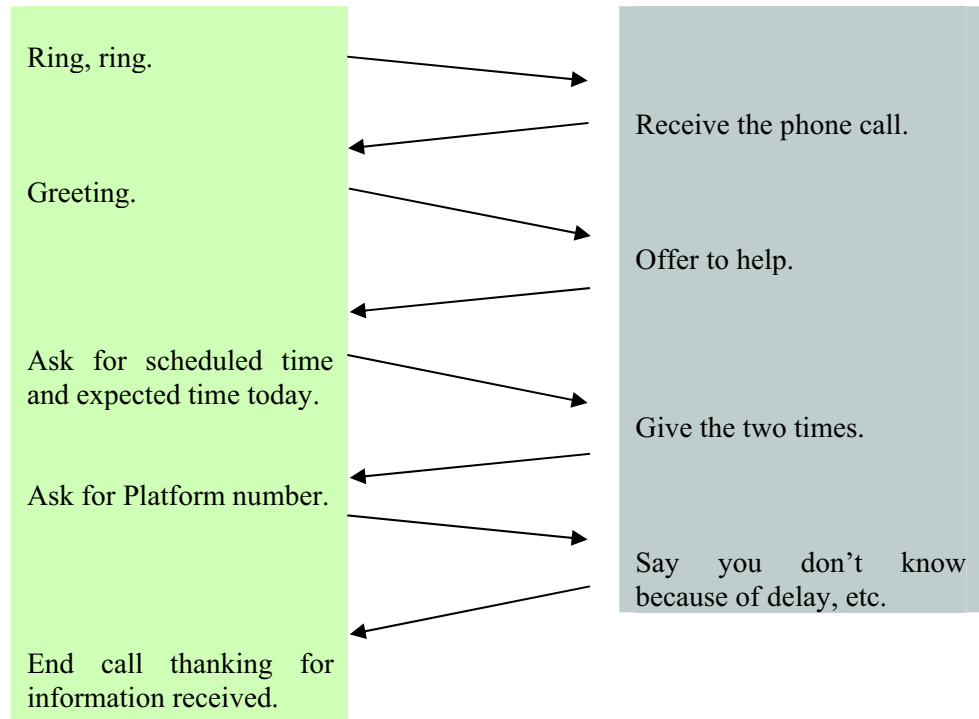 Ring, ring.
Receive the phone call.
Greeting.
Offer to help.
Ask for scheduled time
and expected time today.
Give the two times.
Ask for Platform number.
Say you don’t know
because of delay, etc.
End call thanking for
information received.